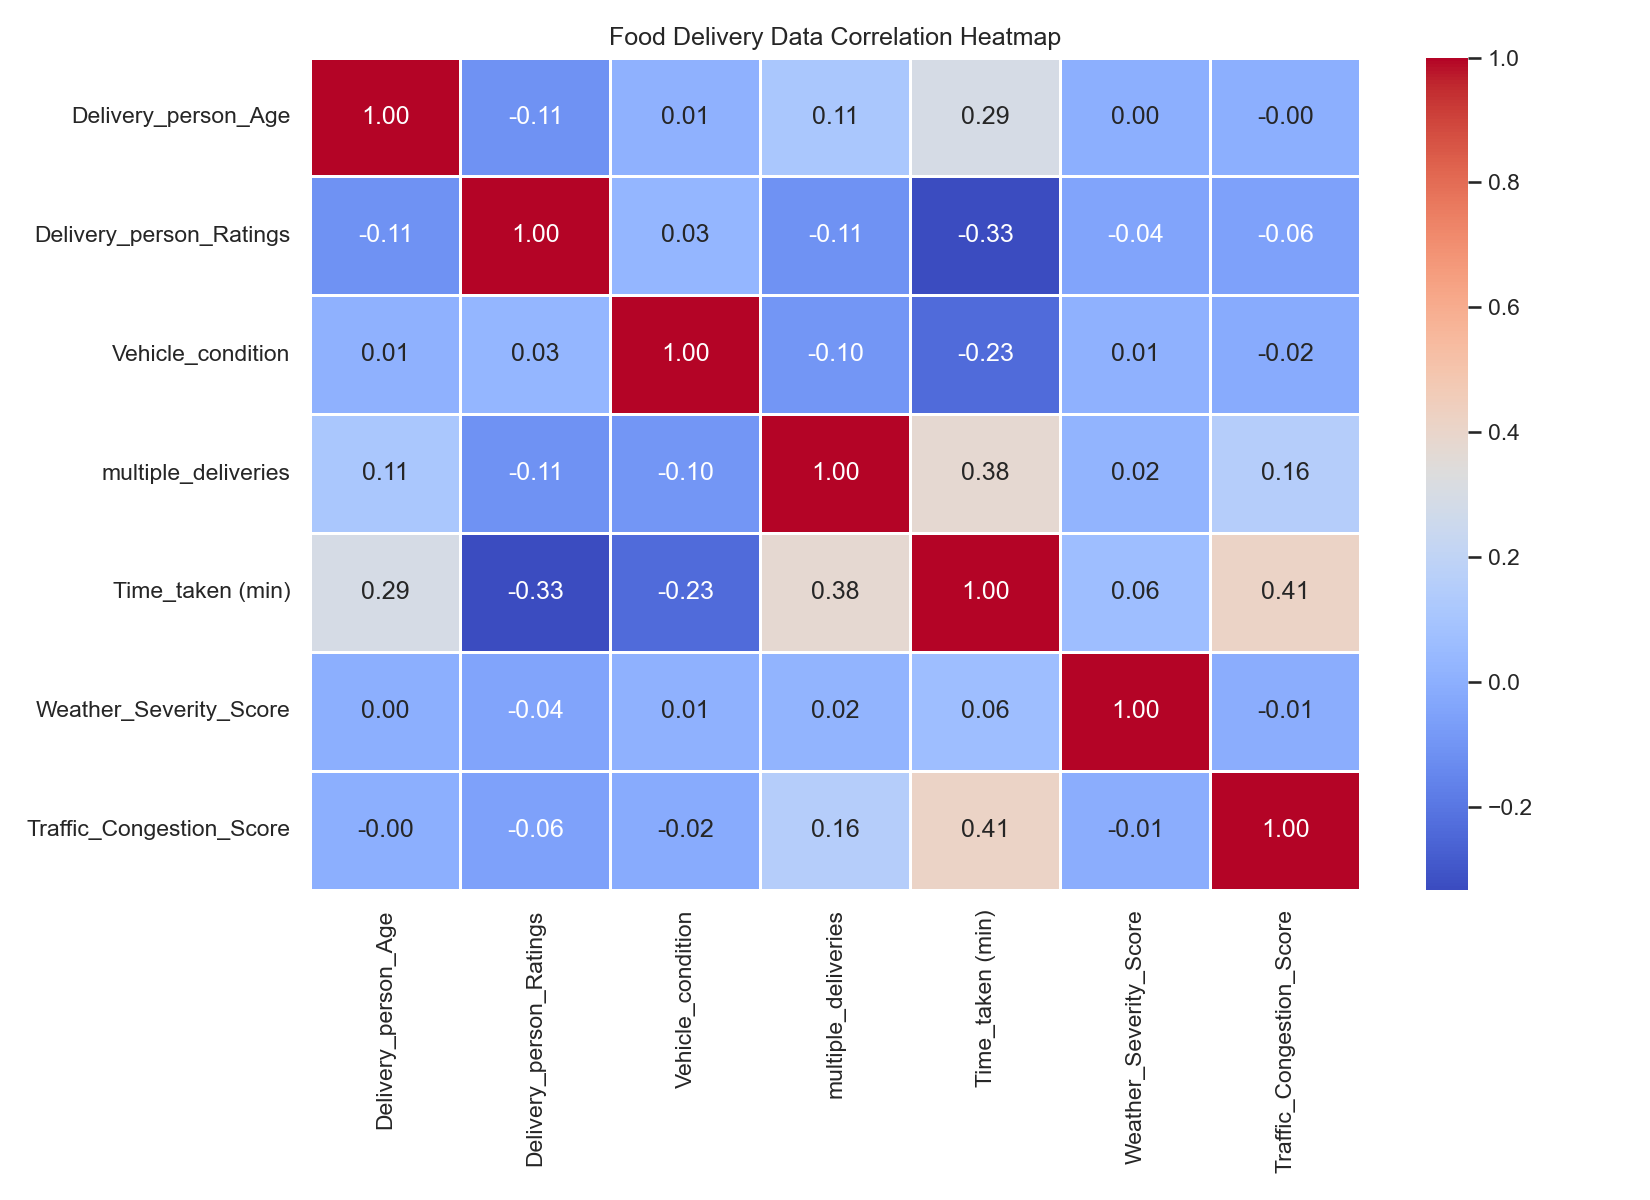 Food Delivery Data Correlation Heatmap
Delivery_person_Age 1.00 -0.11 0.01 0.11 0.29 0.00 -0.00
Delivery_person_Ratings -0.11 1.00 0.03 -0.11 -0.33 -0.04 -0.06
Vehicle_condition 0.01 0.03 1.00 -0.10 -0.23 0.01 -0.02
multiple_deliveries 0.11 -0.11 -0.10 1.00 0.38 0.02 0.16
Time_taken (min) 0.29 -0.33 -0.23 0.38 1.00 0.06 0.41
Weather_Severity_Score 0.00 -0.04 0.01 0.02 0.06 1.00 -0.01
Traffic_Congestion_Score -0.00 -0.06 -0.02 0.16 0.41 -0.01 1.00
Delivery_person_Age
Delivery_person_Ratings
Vehicle_condition
multiple_deliveries
Time_taken (min)
Weather_Severity_Score
Traffic_Congestion_Score
1.0
0.8
0.6
0.4
0.2
0.0
−0.2